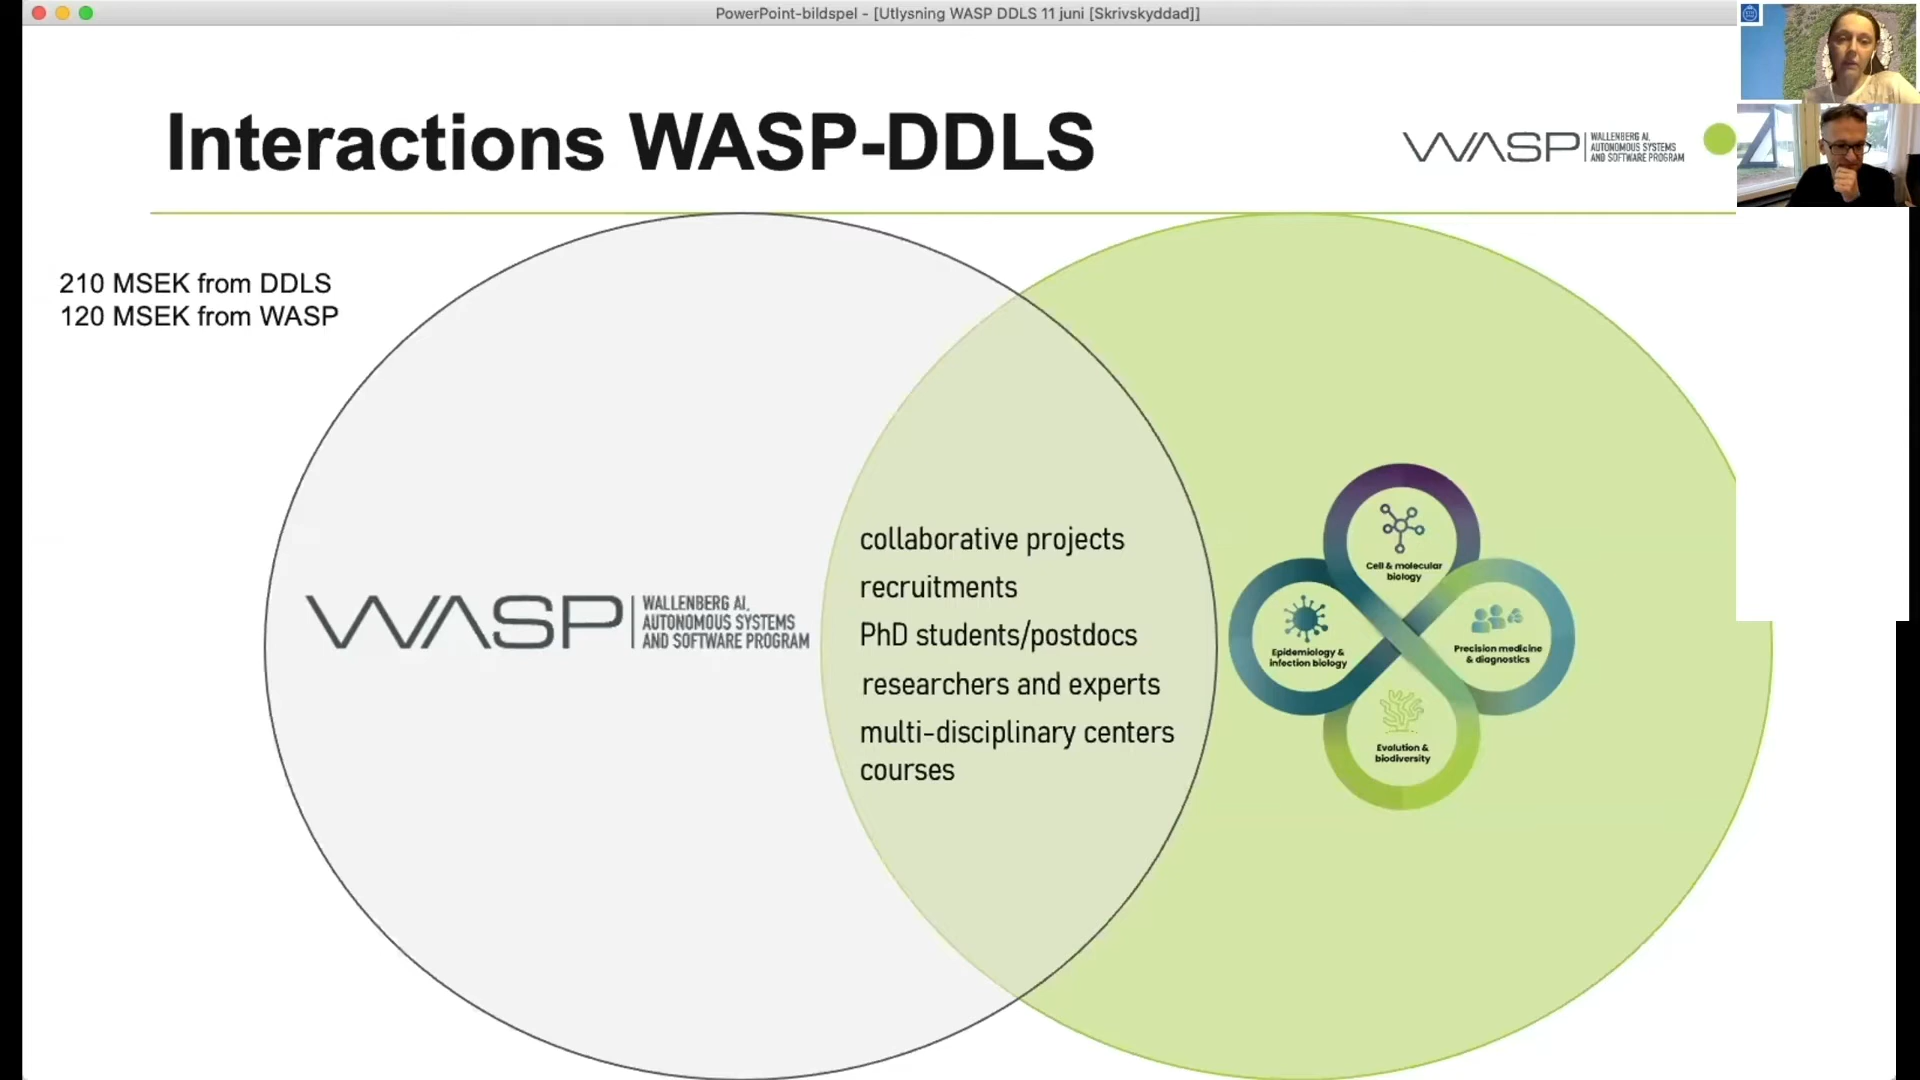 PowerPoint-bildspel - [Utlysning WASP DDLS 11 juni [Skrivskyddad]]
Interactions WASP-DDLS
WASP
WALLENBERG AI,
AUTONOMOUS SYSTEMS
AND SOFTWARE PROGRAM
210 MSEK from DDLS
120 MSEK from WASP
WASP
WALLENBERG AI,
AUTONOMOUS SYSTEMS
AND SOFTWARE PROGRAM
collaborative projects
recruitments
PhD students/postdocs
researchers and experts
multi-disciplinary centers
courses
Cell & molecular
biology
Epidemiology &
infection biology
Precision medicine
& diagnostics
Evolution &
biodiversity